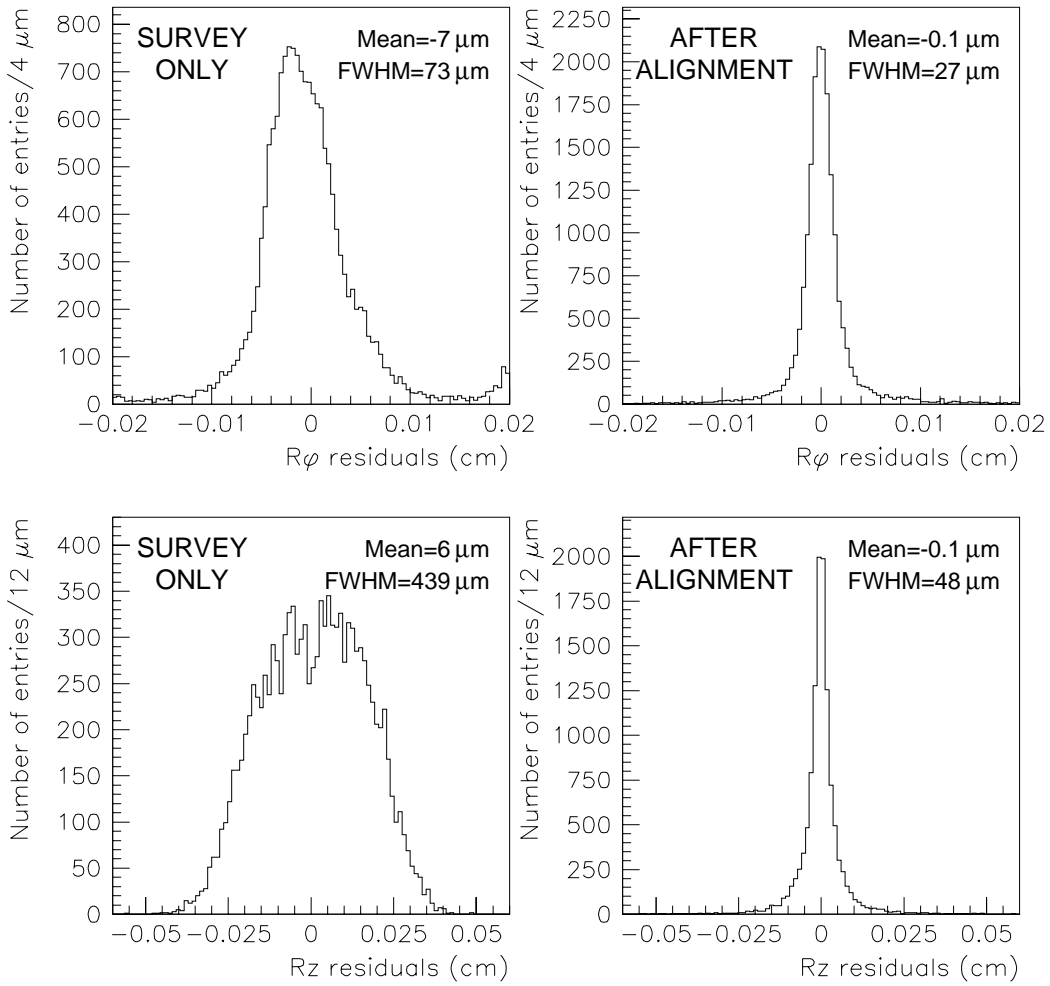 Number of entries/4 μm
800
700
600
500
400
300
200
100
0
SURVEY
ONLY
Mean=-7 μm
FWHM=73 μm
−0.02
−0.01
0
0.01
0.02
Rφ residuals (cm)
Number of entries/4 μm
2250
2000
1750
1500
1250
1000
750
500
250
0
AFTER
ALIGNMENT
Mean=-0.1 μm
FWHM=27 μm
−0.02
−0.01
0
0.01
0.02
Rφ residuals (cm)
Number of entries/12 μm
400
350
300
250
200
150
100
50
0
SURVEY
ONLY
Mean=6 μm
FWHM=439 μm
−0.05
−0.025
0
0.025
0.05
Rz residuals (cm)
Number of entries/12 μm
2000
1750
1500
1250
1000
750
500
250
0
AFTER
ALIGNMENT
Mean=-0.1 μm
FWHM=48 μm
−0.05
−0.025
0
0.025
0.05
Rz residuals (cm)